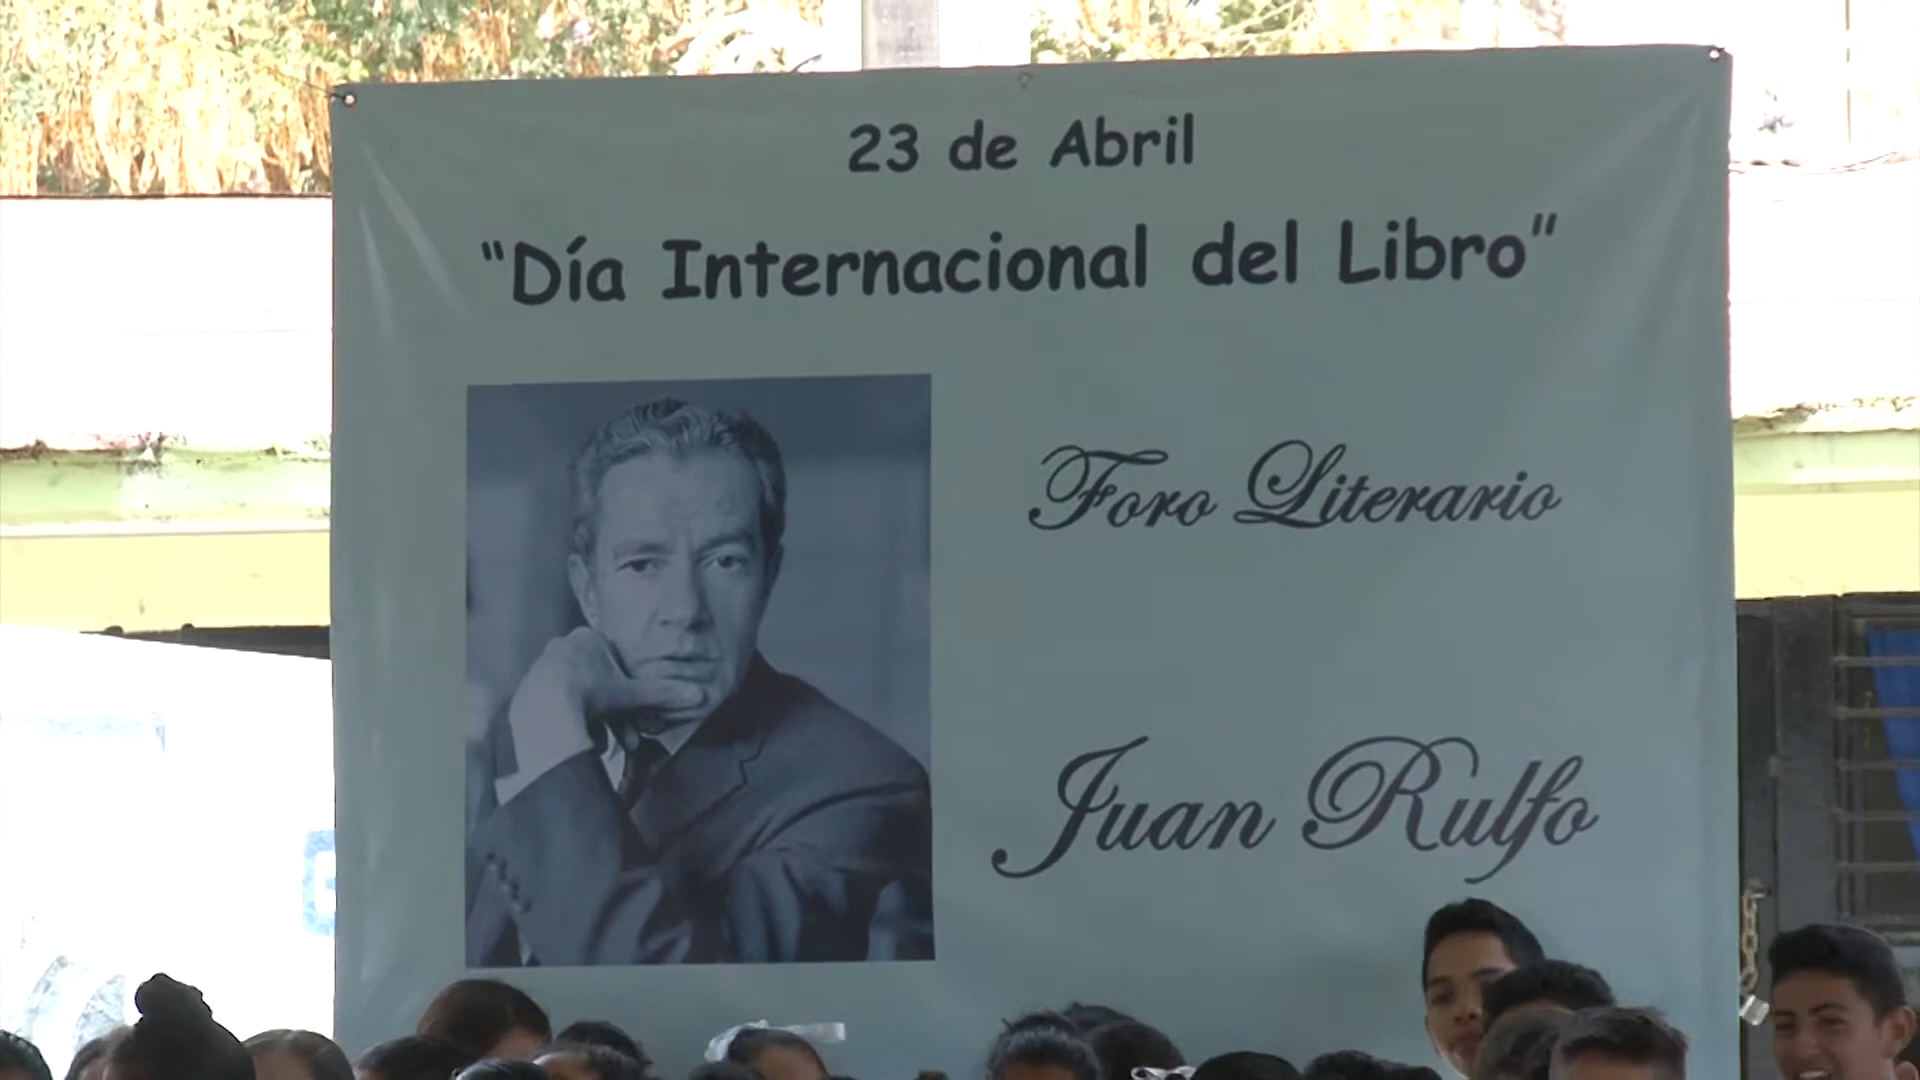 23 de Abril
"Día Internacional del Libro"
Foro Literario
Juan Rulfo